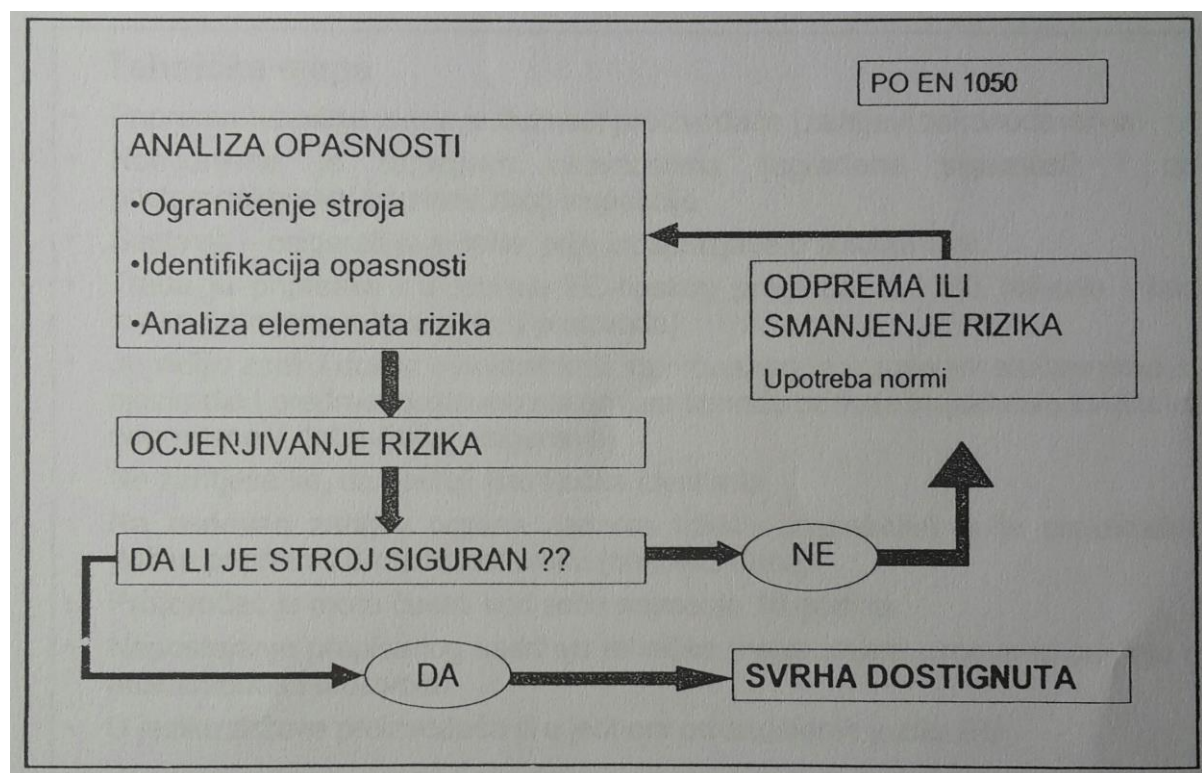 PO EN 1050
ANALIZA OPASNOSTI
•Ograničenje stroja
•Identifikacija opasnosti
•Analiza elemenata rizika
ODPREMA ILI
SMANJENJE RIZIKA
Upotreba normi
OCJENJIVANJE RIZIKA
DA LI JE STROJ SIGURAN ??
NE
DA
SVRHA DOSTIGNUTA